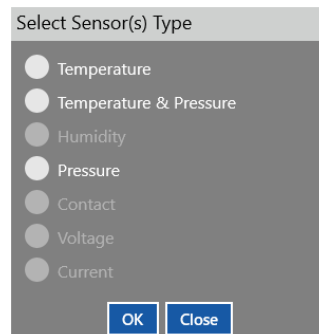 Select Sensor(s) Type
Temperature
Temperature & Pressure
Humidity
Pressure
Contact
Voltage
Current
OK Close